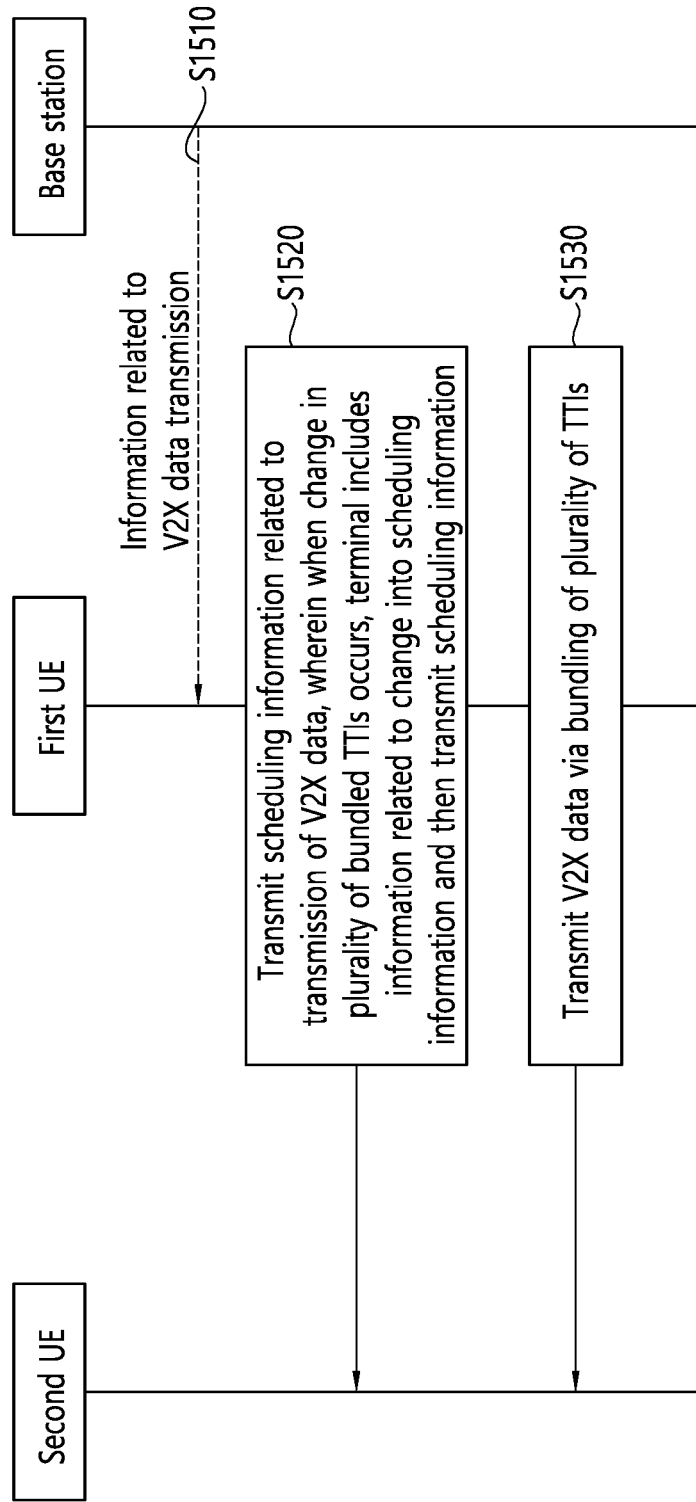 Second UE
First UE
Base station
Information related to
V2X data transmission
S1510
S1520
Transmit scheduling information related to
transmission of V2X data, wherein when change in
plurality of bundled TTIs occurs, terminal includes
information related to change into scheduling
information and then transmit scheduling information
S1530
Transmit V2X data via bundling of plurality of TTIs